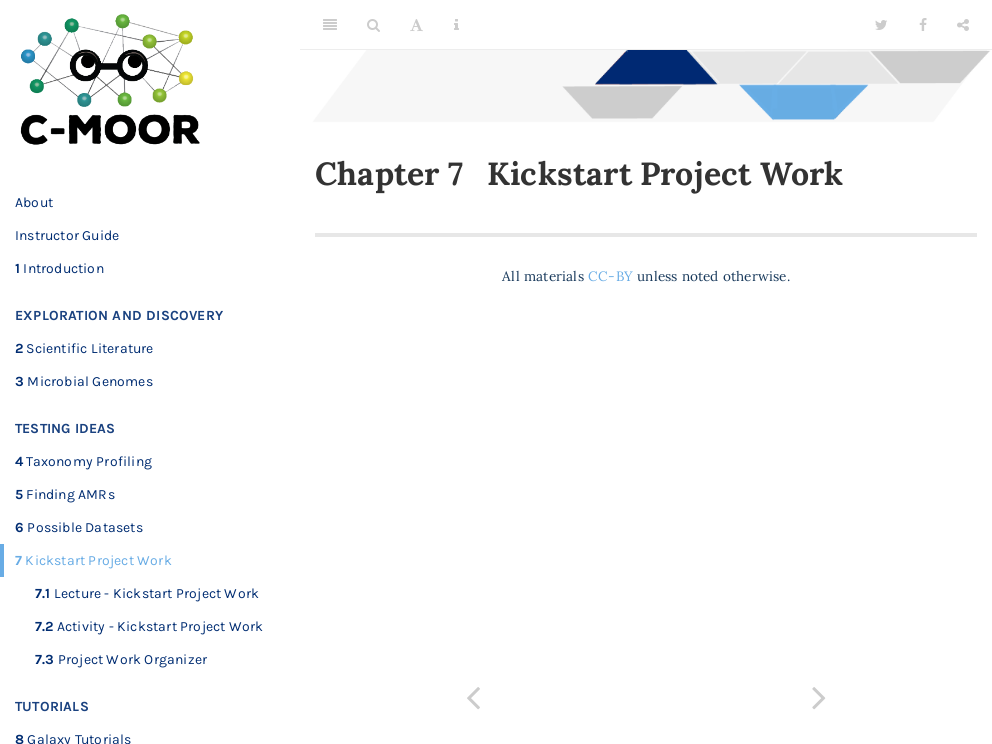 C-MOOR
About
Instructor Guide
1 Introduction
EXPLORATION AND DISCOVERY
2 Scientific Literature
3 Microbial Genomes
TESTING IDEAS
4 Taxonomy Profiling
5 Finding AMRs
6 Possible Datasets
7 Kickstart Project Work
7.1 Lecture - Kickstart Project Work
7.2 Activity - Kickstart Project Work
7.3 Project Work Organizer
TUTORIALS
8 Galaxy Tutorials
A
Chapter 7 Kickstart Project Work
All materials CC-BY unless noted otherwise.